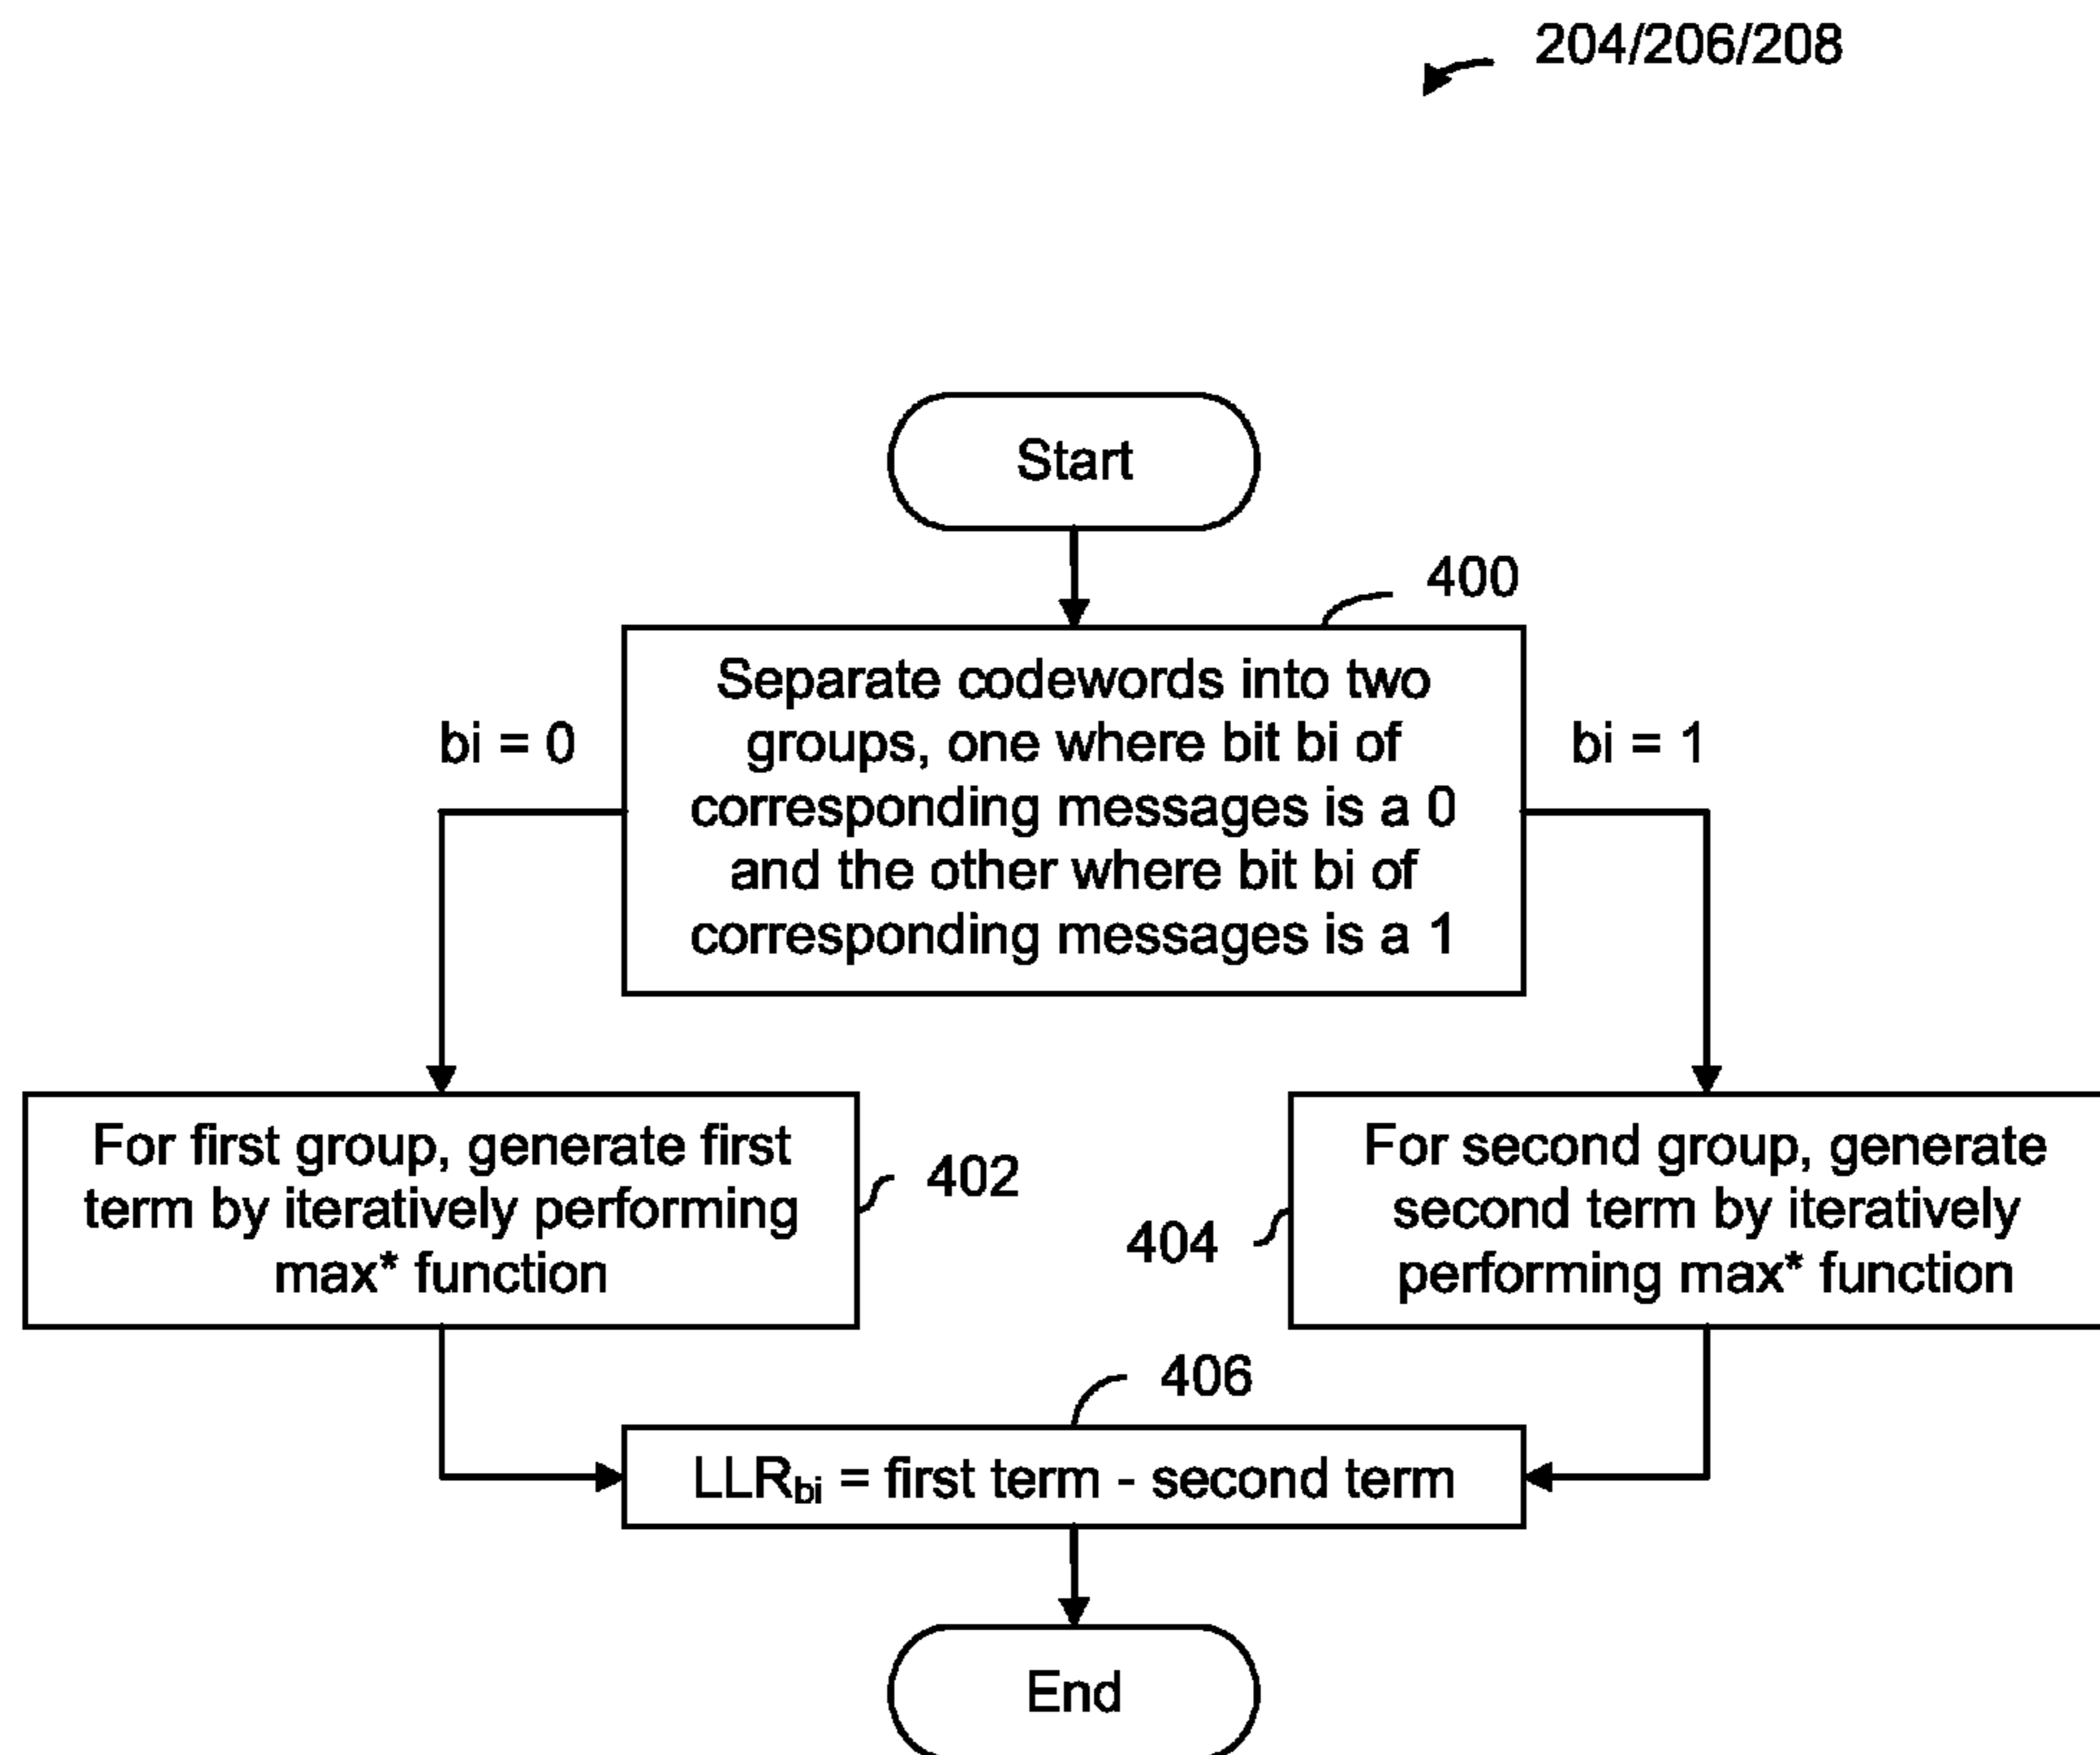 204/206/208
Start
400
Separate codewords into two
groups, one where bit bi of
corresponding messages is a 0
and the other where bit bi of
corresponding messages is a 1
bi = 0
bi = 1
For first group, generate first
term by iteratively performing
max* function
402
For second group, generate
second term by iteratively
performing max* function
404
406
LLRbi = first term - second term
End